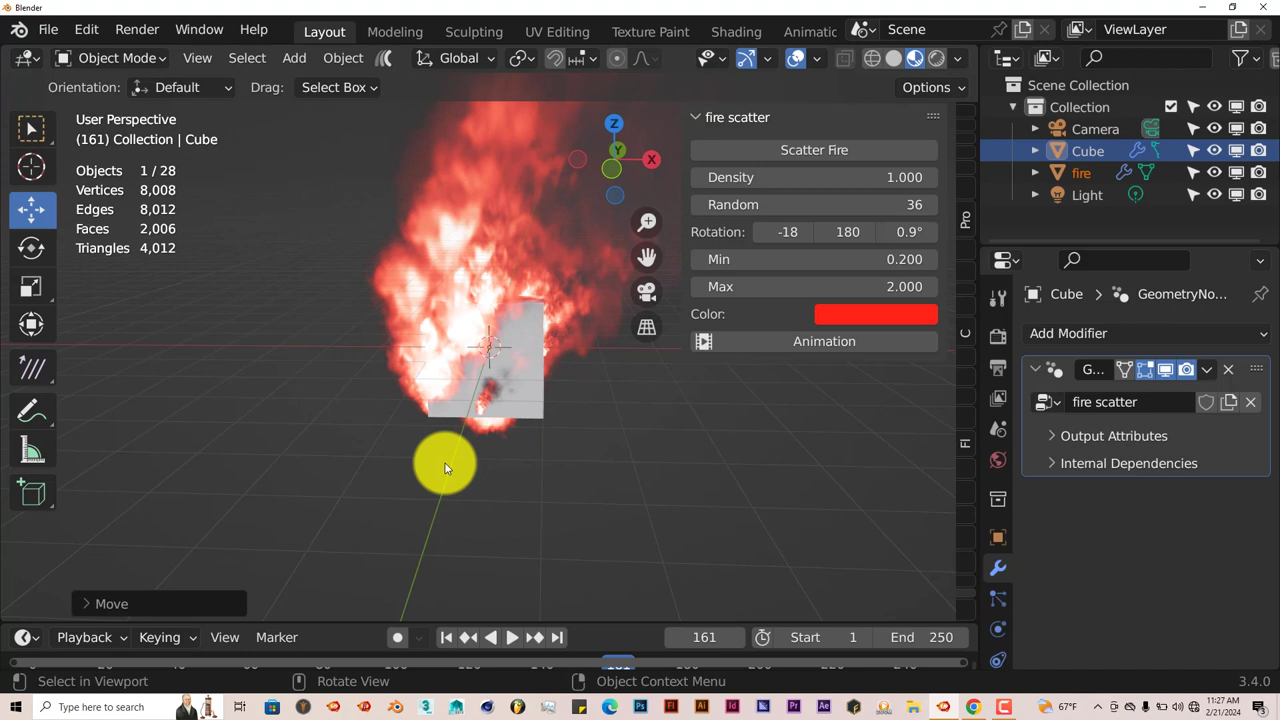 Blender
File Edit Render Window Help
Layout Modeling Sculpting UV Editing Texture Paint Shading Animatic Scene ViewLayer
Object Mode View Select Add Object Global
Orientation: Default Drag: Select Box Options
User Perspective
(161) Collection | Cube
Objects 1 / 28
Vertices 8,008
Edges 8,012
Faces 2,006
Triangles 4,012
Z
Y
X
fire scatter
Scatter Fire
Density 1.000
Random 36
Rotation: -18 180 0.9°
Min 0.200
Max 2.000
Color:
Animation
Pro
C
FI
Scene Collection
Collection
Camera
Cube
fire
Light
Cube > GeometryNo...
Add Modifier
G...
fire scatter
Output Attributes
Internal Dependencies
Move
Playback Keying View Marker 161 Start 1 End 250
Select in Viewport Rotate View Object Context Menu 3.4.0
Type here to search 67°F 11:27 AM
2/21/2024